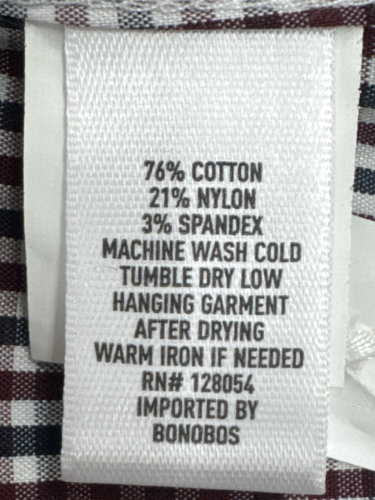 76% COTTON
21% NYLON
3% SPANDEX
MACHINE WASH COLD
TUMBLE DRY LOW
HANGING GARMENT
AFTER DRYING
WARM IRON IF NEEDED
RN# 128054
IMPORTED BY
BONOBOS